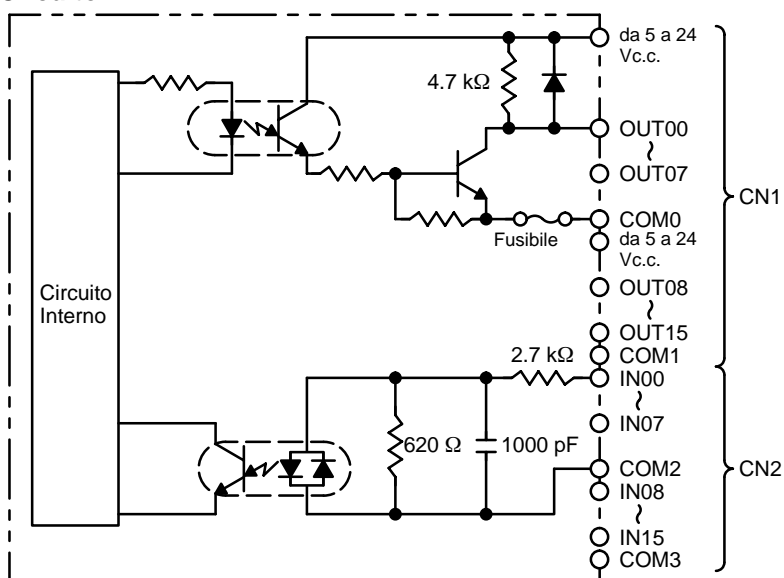 da 5 a 24
Vc.c.
4.7 kΩ
OUT00
OUT07
CN1
COM0
Fusibile
da 5 a 24
Vc.c.
Circuito
Interno
OUT08
OUT15
2.7 kΩ
COM1
IN00
IN07
620 Ω
1000 pF
COM2
CN2
IN08
IN15
COM3